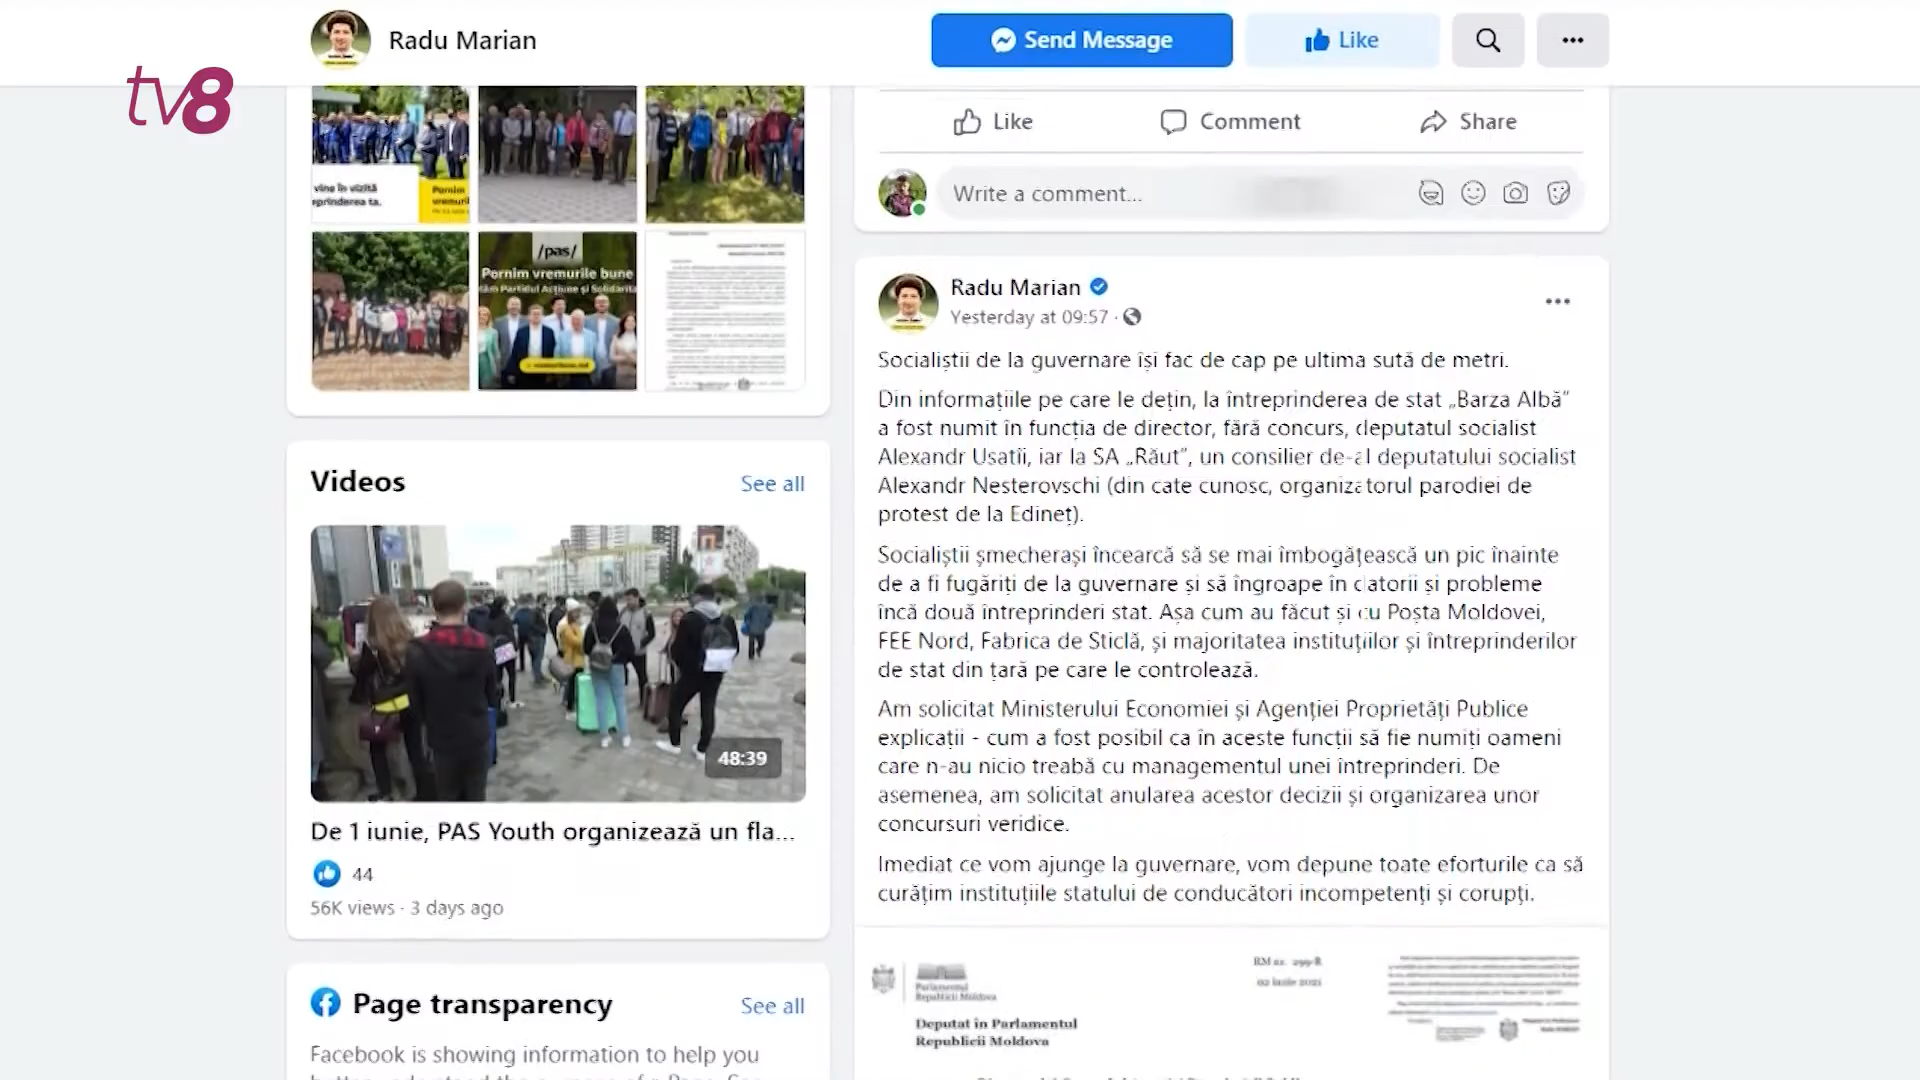 Radu Marian
Send Message
Like
tv8
vine în vizită
Pornim
/pas/
Pornim vremurile bune
Videos
See all
48:39
De 1 iunie, PAS Youth organizează un fla...
44
56K views · 3 days ago
Page transparency
See all
Facebook is showing information to help you
Like
Comment
Share
Write a comment...
Radu Marian
Yesterday at 09:57 ·
Socialiștii de la guvernare își fac de cap pe ultima sută de metri.
Din informațiile pe care le dețin, la întreprinderea de stat „Barza Albă”
a fost numit în funcția de director, fără concurs, deputatul socialist
Alexandr Usatîi, iar la SA „Răut”, un consilier de-al deputatului socialist
Alexandr Nesterovschi (din cate cunosc, organizatorul parodiei de
protest de la Edineț).
Socialiștii șmecherași încearcă să se mai îmbogățească un pic înainte
de a fi fugăriți de la guvernare și să îngroape în datorii și probleme
încă două întreprinderi stat. Așa cum au făcut și cu Poșta Moldovei,
FEE Nord, Fabrica de Sticlă, și majoritatea instituțiilor și întreprinderilor
de stat din țară pe care le controlează.
Am solicitat Ministerului Economiei și Agenției Proprietăți Publice
explicații - cum a fost posibil ca în aceste funcții să fie numiți oameni
care n-au nicio treabă cu managementul unei întreprinderi. De
asemenea, am solicitat anularea acestor decizii și organizarea unor
concursuri veridice.
Imediat ce vom ajunge la guvernare, vom depune toate eforturile ca să
curățim instituțiile statului de conducători incompetenți și corupți.
Parlamentul
Republicii Moldova
02 iunie 2021
Deputat în Parlamentul
Republicii Moldova